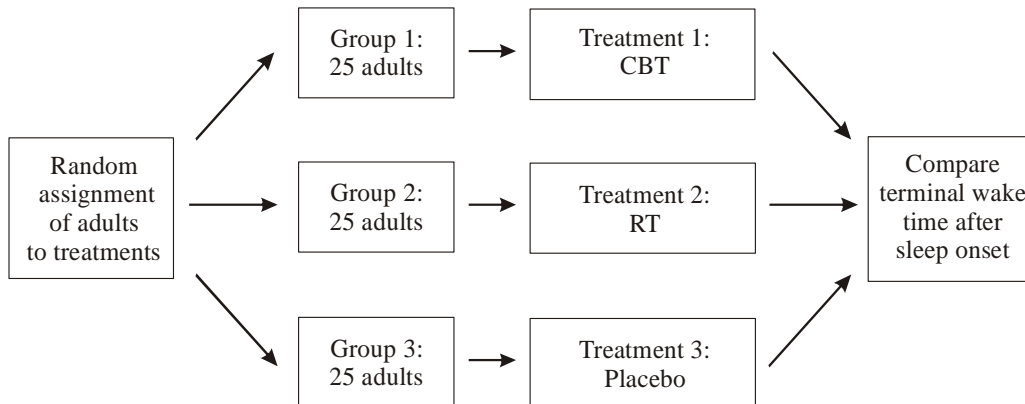 Random
assignment
of adults
to treatments
Group 1:
25 adults
Treatment 1:
CBT
Group 2:
25 adults
Treatment 2:
RT
Group 3:
25 adults
Treatment 3:
Placebo
Compare
terminal wake
time after
sleep onset